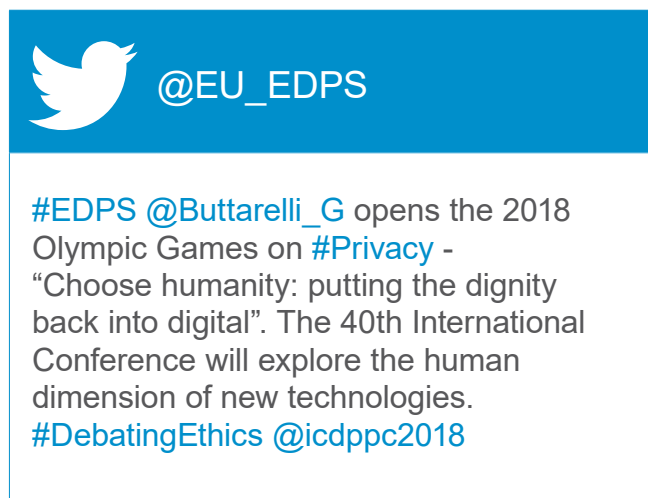 @EU_EDPS
#EDPS @Buttarelli_G opens the 2018
Olympic Games on #Privacy -
“Choose humanity: putting the dignity
back into digital”. The 40th International
Conference will explore the human
dimension of new technologies.
#DebatingEthics @icdppc2018